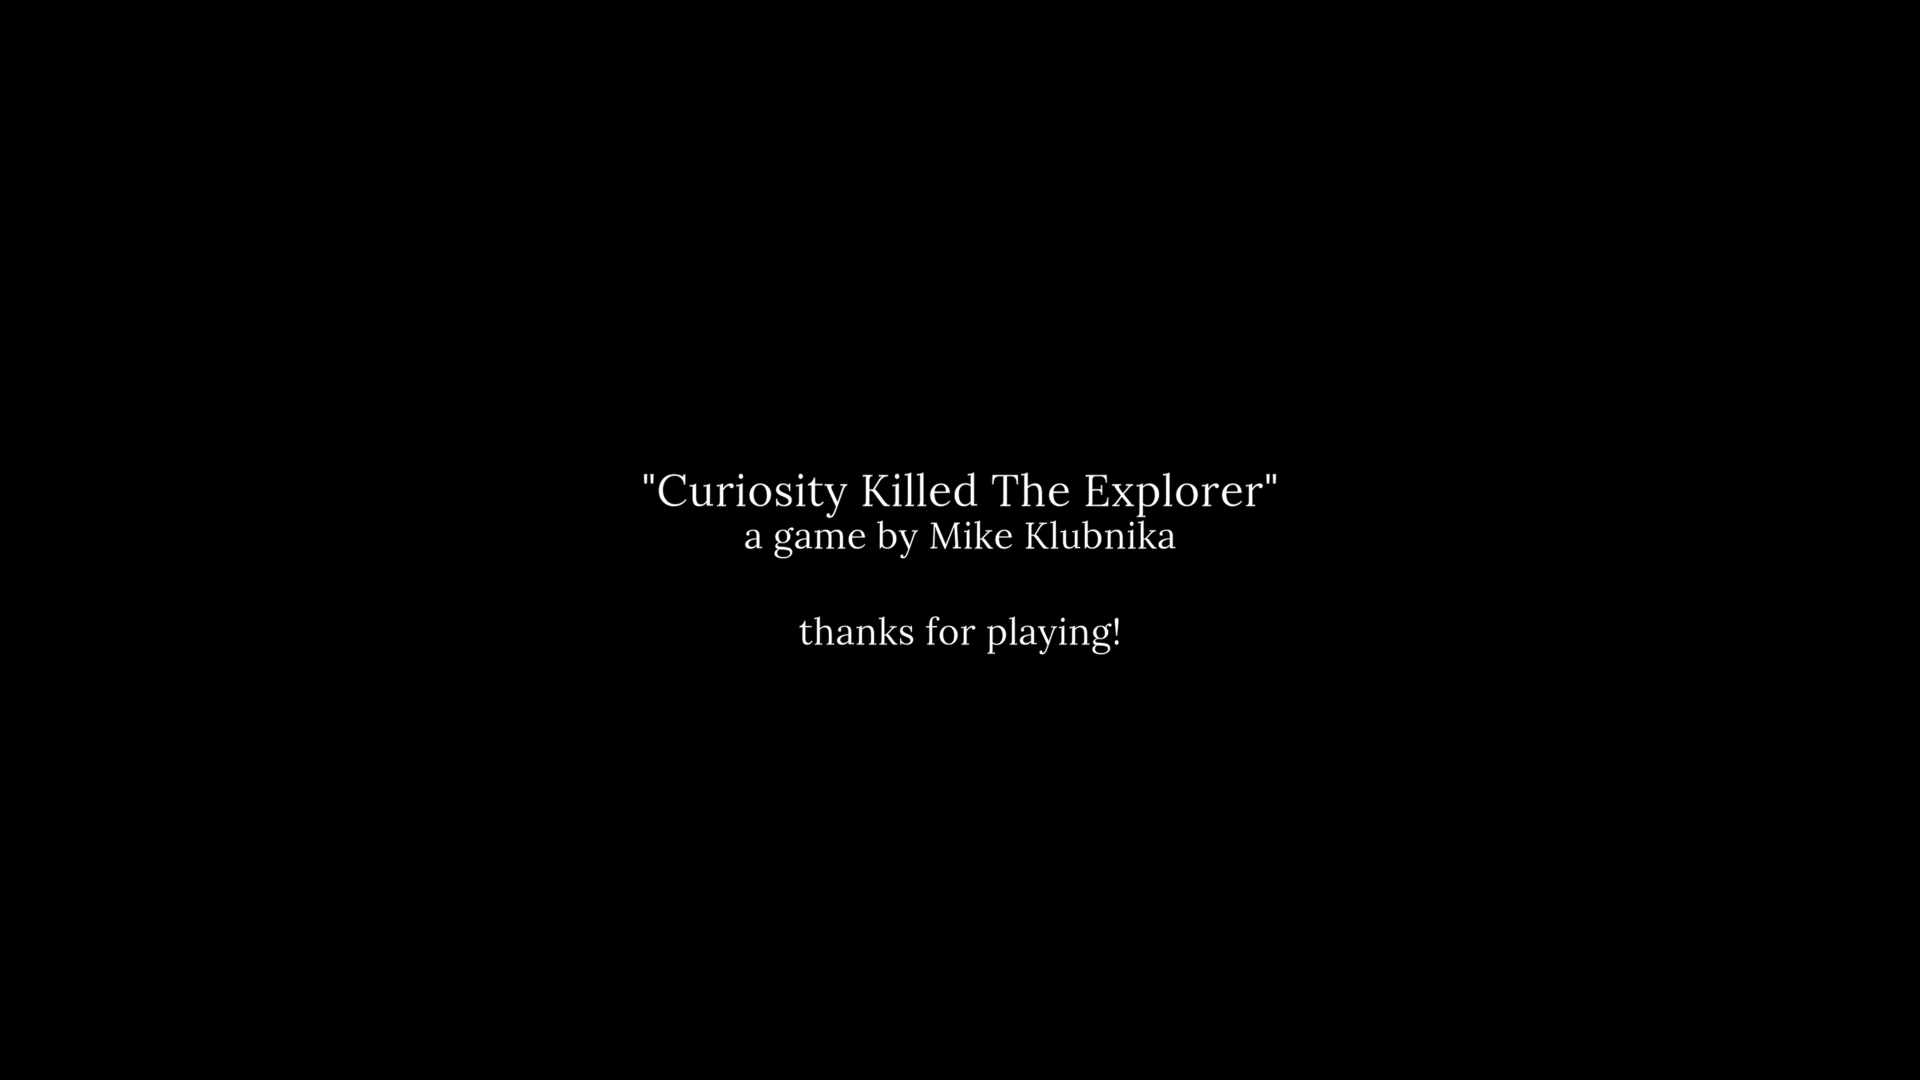 "Curiosity Killed The Explorer"
a game by Mike Klubnika
thanks for playing!